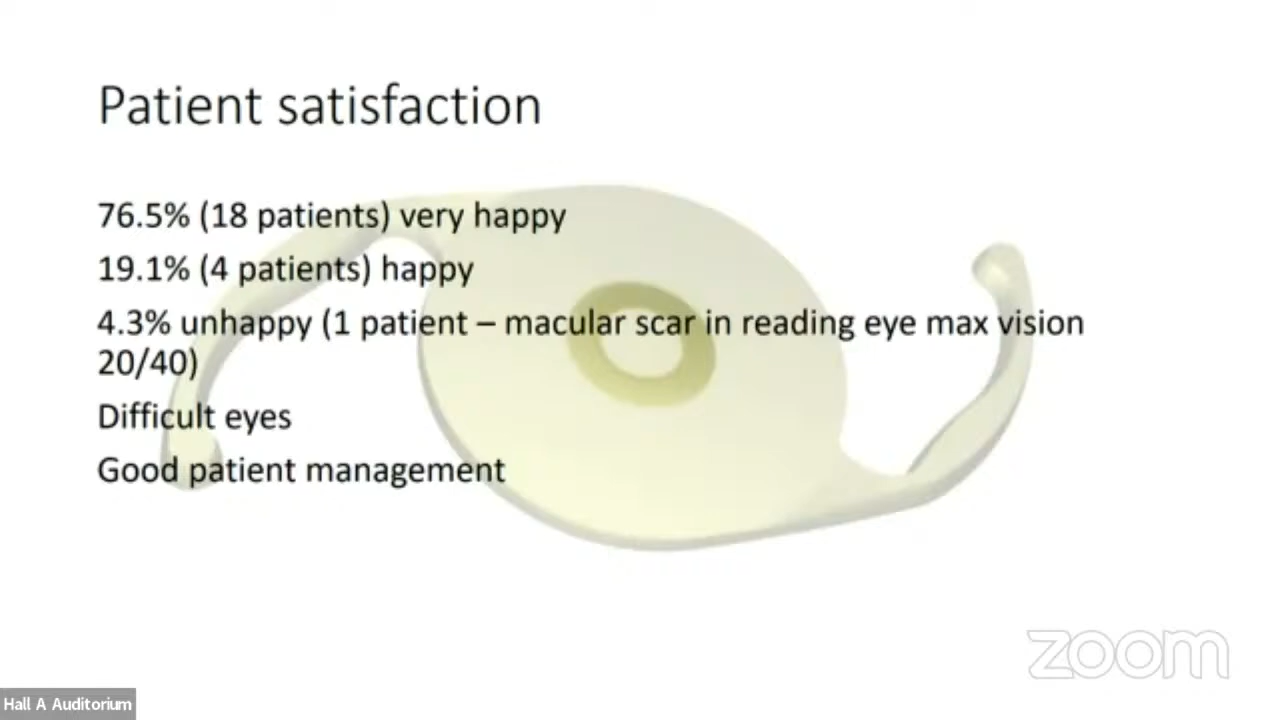 Patient satisfaction
76.5% (18 patients) very happy
19.1% (4 patients) happy
4.3% unhappy (1 patient – macular scar in reading eye max vision
20/40)
Difficult eyes
Good patient management
zoom
Hall A Auditorium